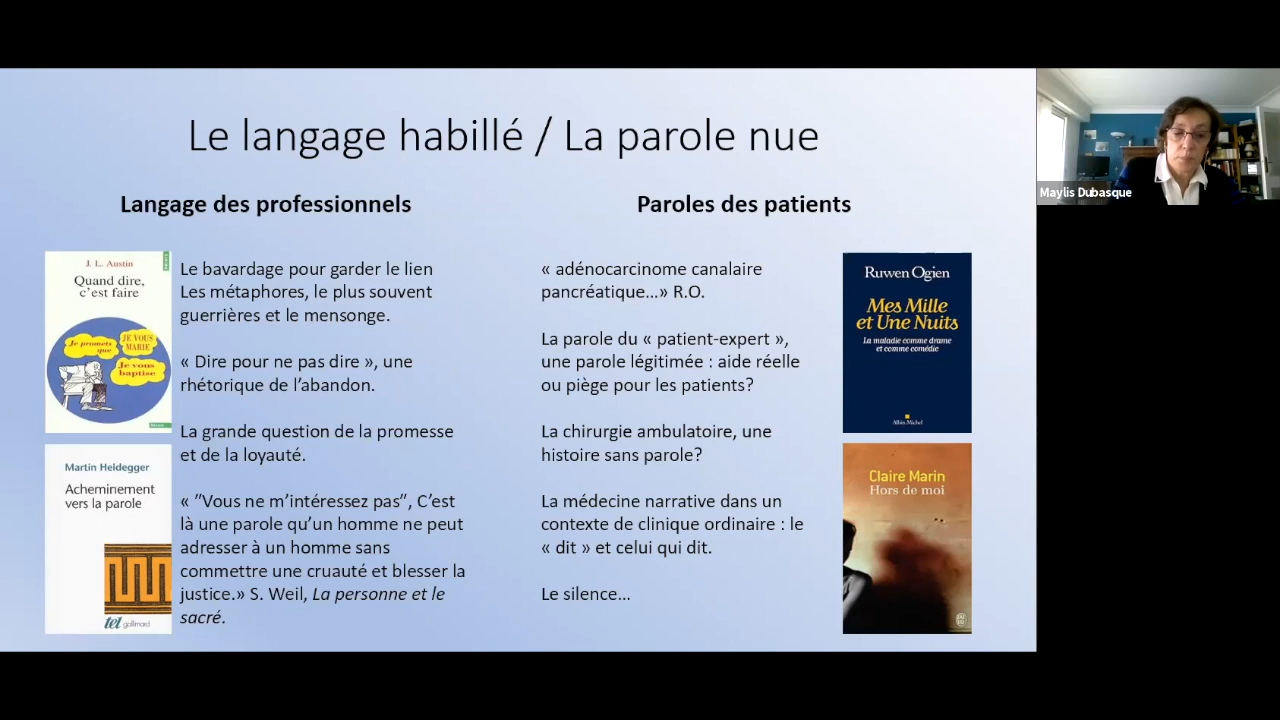 Le langage habillé / La parole nue
Langage des professionnels
J. L. Austin
Quand dire,
c'est faire
Je promets
que
JE VOUS
MARIE
Je vous
baptise
Martin Heidegger
Acheminement
vers la parole
tel gallimard
Le bavardage pour garder le lien
Les métaphores, le plus souvent
guerrières et le mensonge.
« Dire pour ne pas dire », une
rhétorique de l'abandon.
La grande question de la promesse
et de la loyauté.
« "Vous ne m'intéressez pas", C'est
là une parole qu'un homme ne peut
adresser à un homme sans
commettre une cruauté et blesser la
justice.» S. Weil, La personne et le
sacré.
Paroles des patients
« adénocarcinome canalaire
pancréatique...» R.O.
La parole du « patient-expert »,
une parole légitimée : aide réelle
ou piège pour les patients?
La chirurgie ambulatoire, une
histoire sans parole?
La médecine narrative dans un
contexte de clinique ordinaire : le
« dit » et celui qui dit.
Le silence...
Ruwen Ogien
Mes Mille
et Une Nuits
La maladie comme drame
et comme comédie
Albin Michel
Claire Marin
Hors de moi
Maylis Dubasque